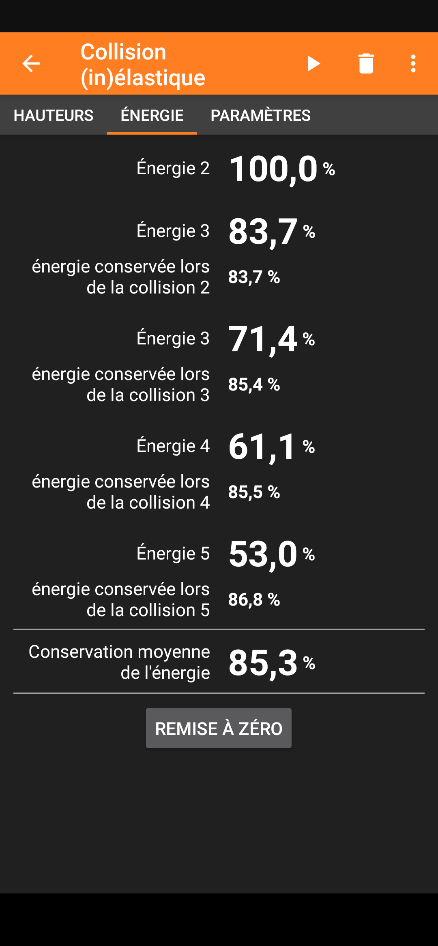 Collision
(in)élastique
HAUTEURS ÉNERGIE PARAMÈTRES
Énergie 2 100,0 %
Énergie 3 83,7 %
énergie conservée lors
de la collision 2 83,7 %
Énergie 3 71,4 %
énergie conservée lors
de la collision 3 85,4 %
Énergie 4 61,1 %
énergie conservée lors
de la collision 4 85,5 %
Énergie 5 53,0 %
énergie conservée lors
de la collision 5 86,8 %
Conservation moyenne
de l'énergie 85,3 %
REMISE À ZÉRO